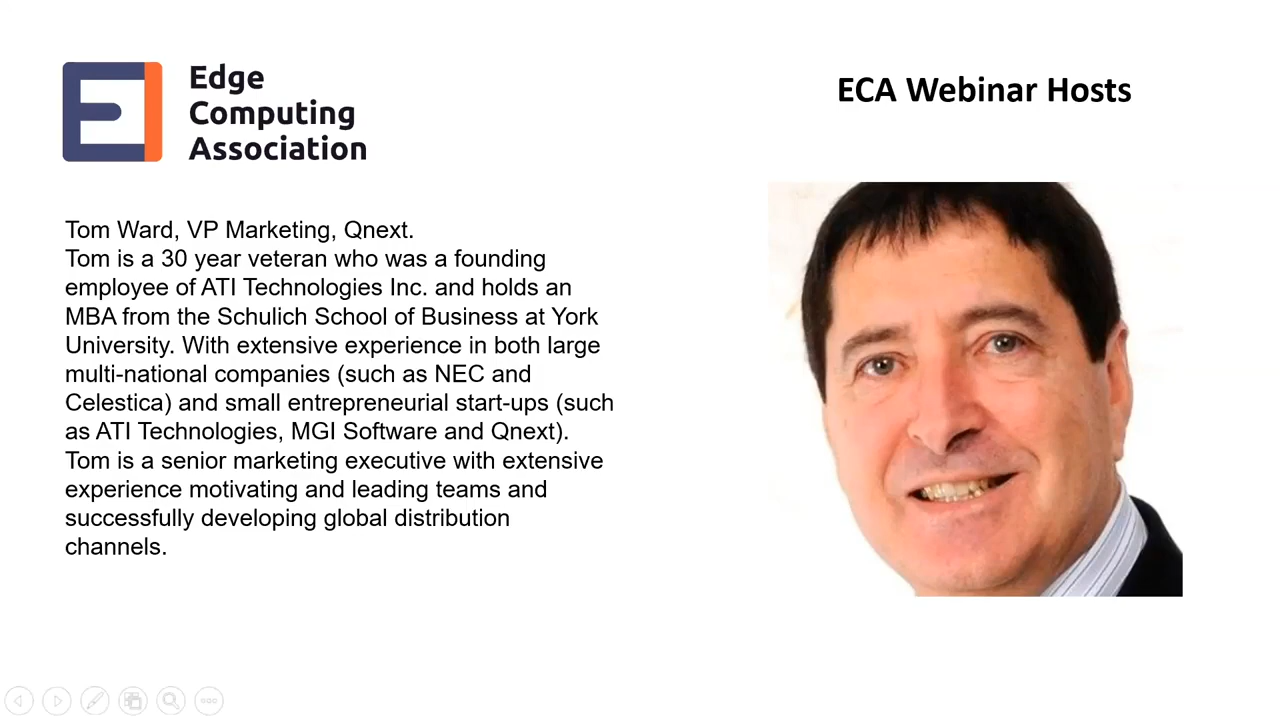 Edge
Computing
Association
ECA Webinar Hosts
Tom Ward, VP Marketing, Qnext.
Tom is a 30 year veteran who was a founding
employee of ATI Technologies Inc. and holds an
MBA from the Schulich School of Business at York
University. With extensive experience in both large
multi-national companies (such as NEC and
Celestica) and small entrepreneurial start-ups (such
as ATI Technologies, MGI Software and Qnext).
Tom is a senior marketing executive with extensive
experience motivating and leading teams and
successfully developing global distribution
channels.